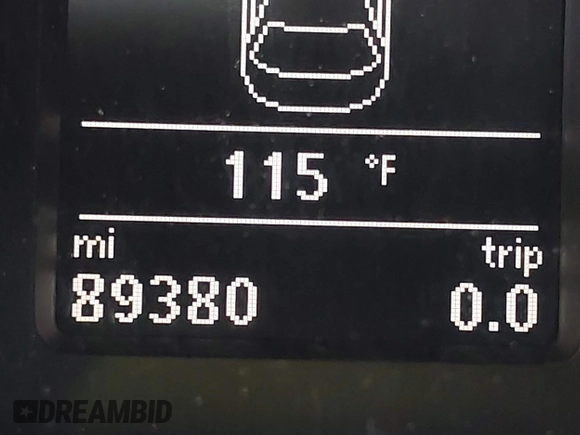 115 °F
mi trip
89380 0.0
DREAMBID